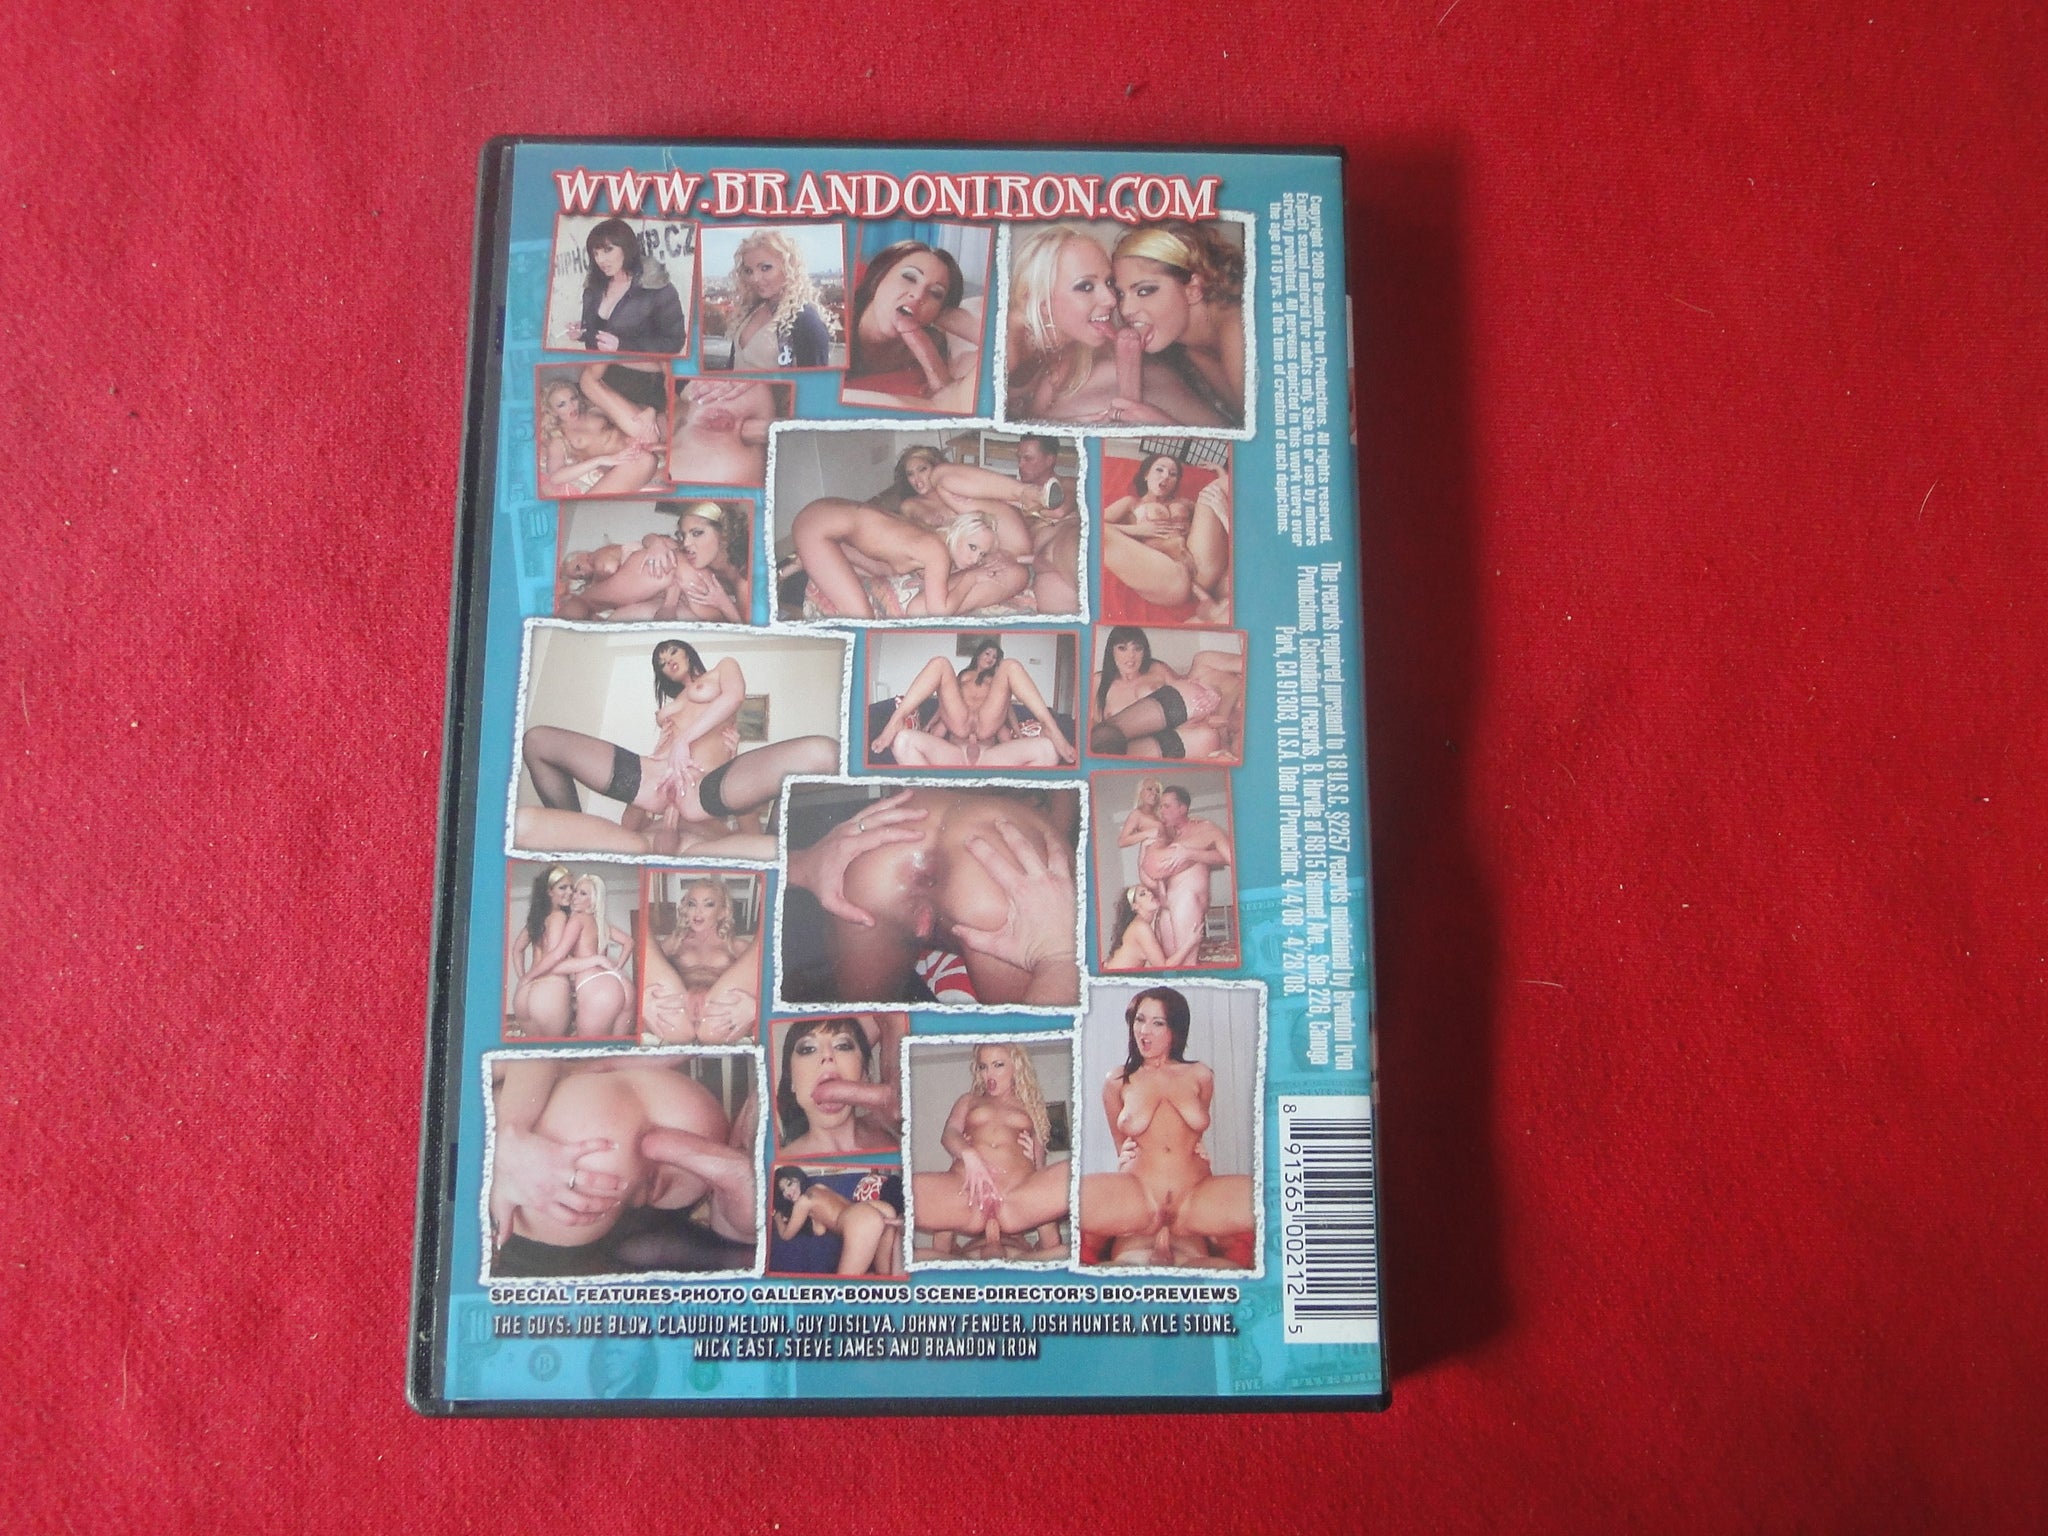 WWW.BRANDONIRON.COM
Copyright 2008 Brandon Iron Productions. All rights reserved.
Explicit sexual material for adults only. Sale to or use by minors
strictly prohibited. All persons depicted in this work were over
the age of 18 yrs. at the time of creation of such depictions.
The records required pursuant to 18 U.S.C. §2257 records maintained by Brandon Iron
Productions, Custodian of records, B. Hurdle at 6815 Remmet Ave., Suite 226, Canoga
Park, CA 91303, U.S.A. Date of Production: 4/4/08 - 4/28/08.
8 91365 00212 5
SPECIAL FEATURES•PHOTO GALLERY•BONUS SCENE•DIRECTOR'S BIO•PREVIEWS
THE GUYS: JOE BLOW, CLAUDIO MELONI, GUY DISILVA, JOHNNY FENDER, JOSH HUNTER, KYLE STONE,
NICK EAST, STEVE JAMES AND BRANDON IRON